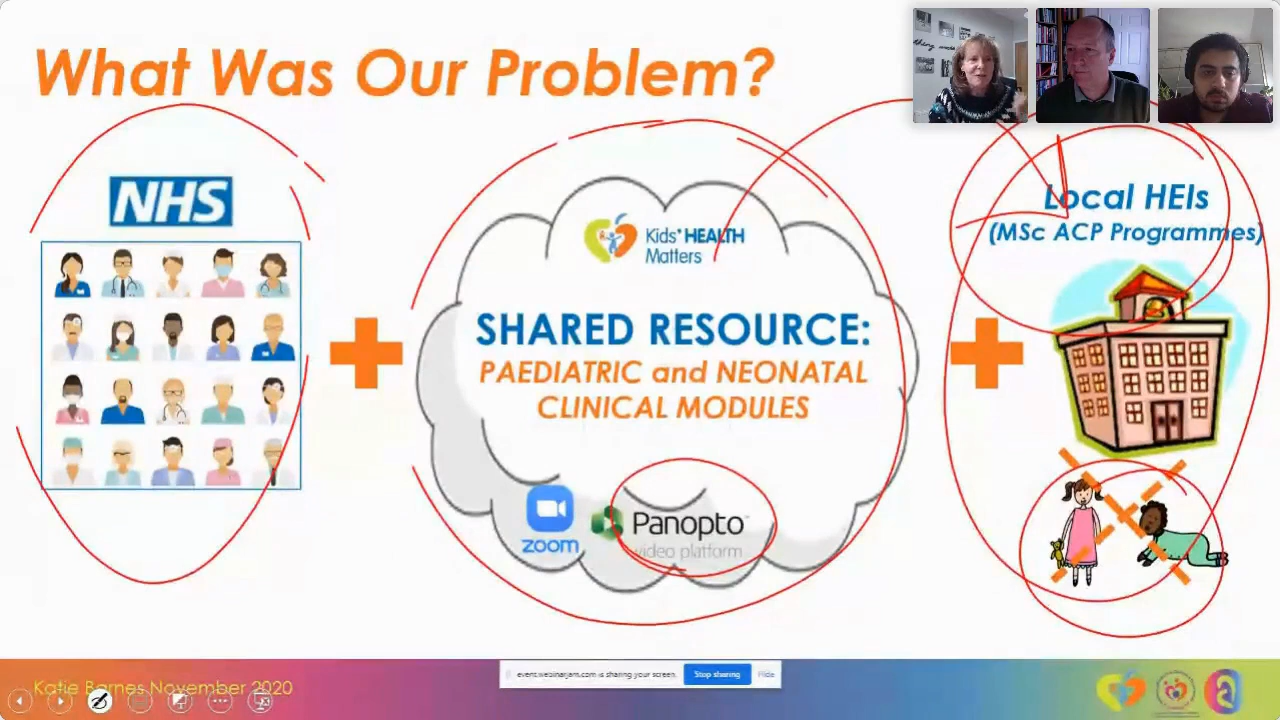 What Was Our Problem?
NHS
Kids' HEALTH
Matters
SHARED RESOURCE:
PAEDIATRIC and NEONATAL
CLINICAL MODULES
zoom
Panopto
video platform
Local HEIs
(MSc ACP Programmes)
Katie Barnes November 2020
event.webinarjam.com is sharing your screen.
Stop sharing
Hide